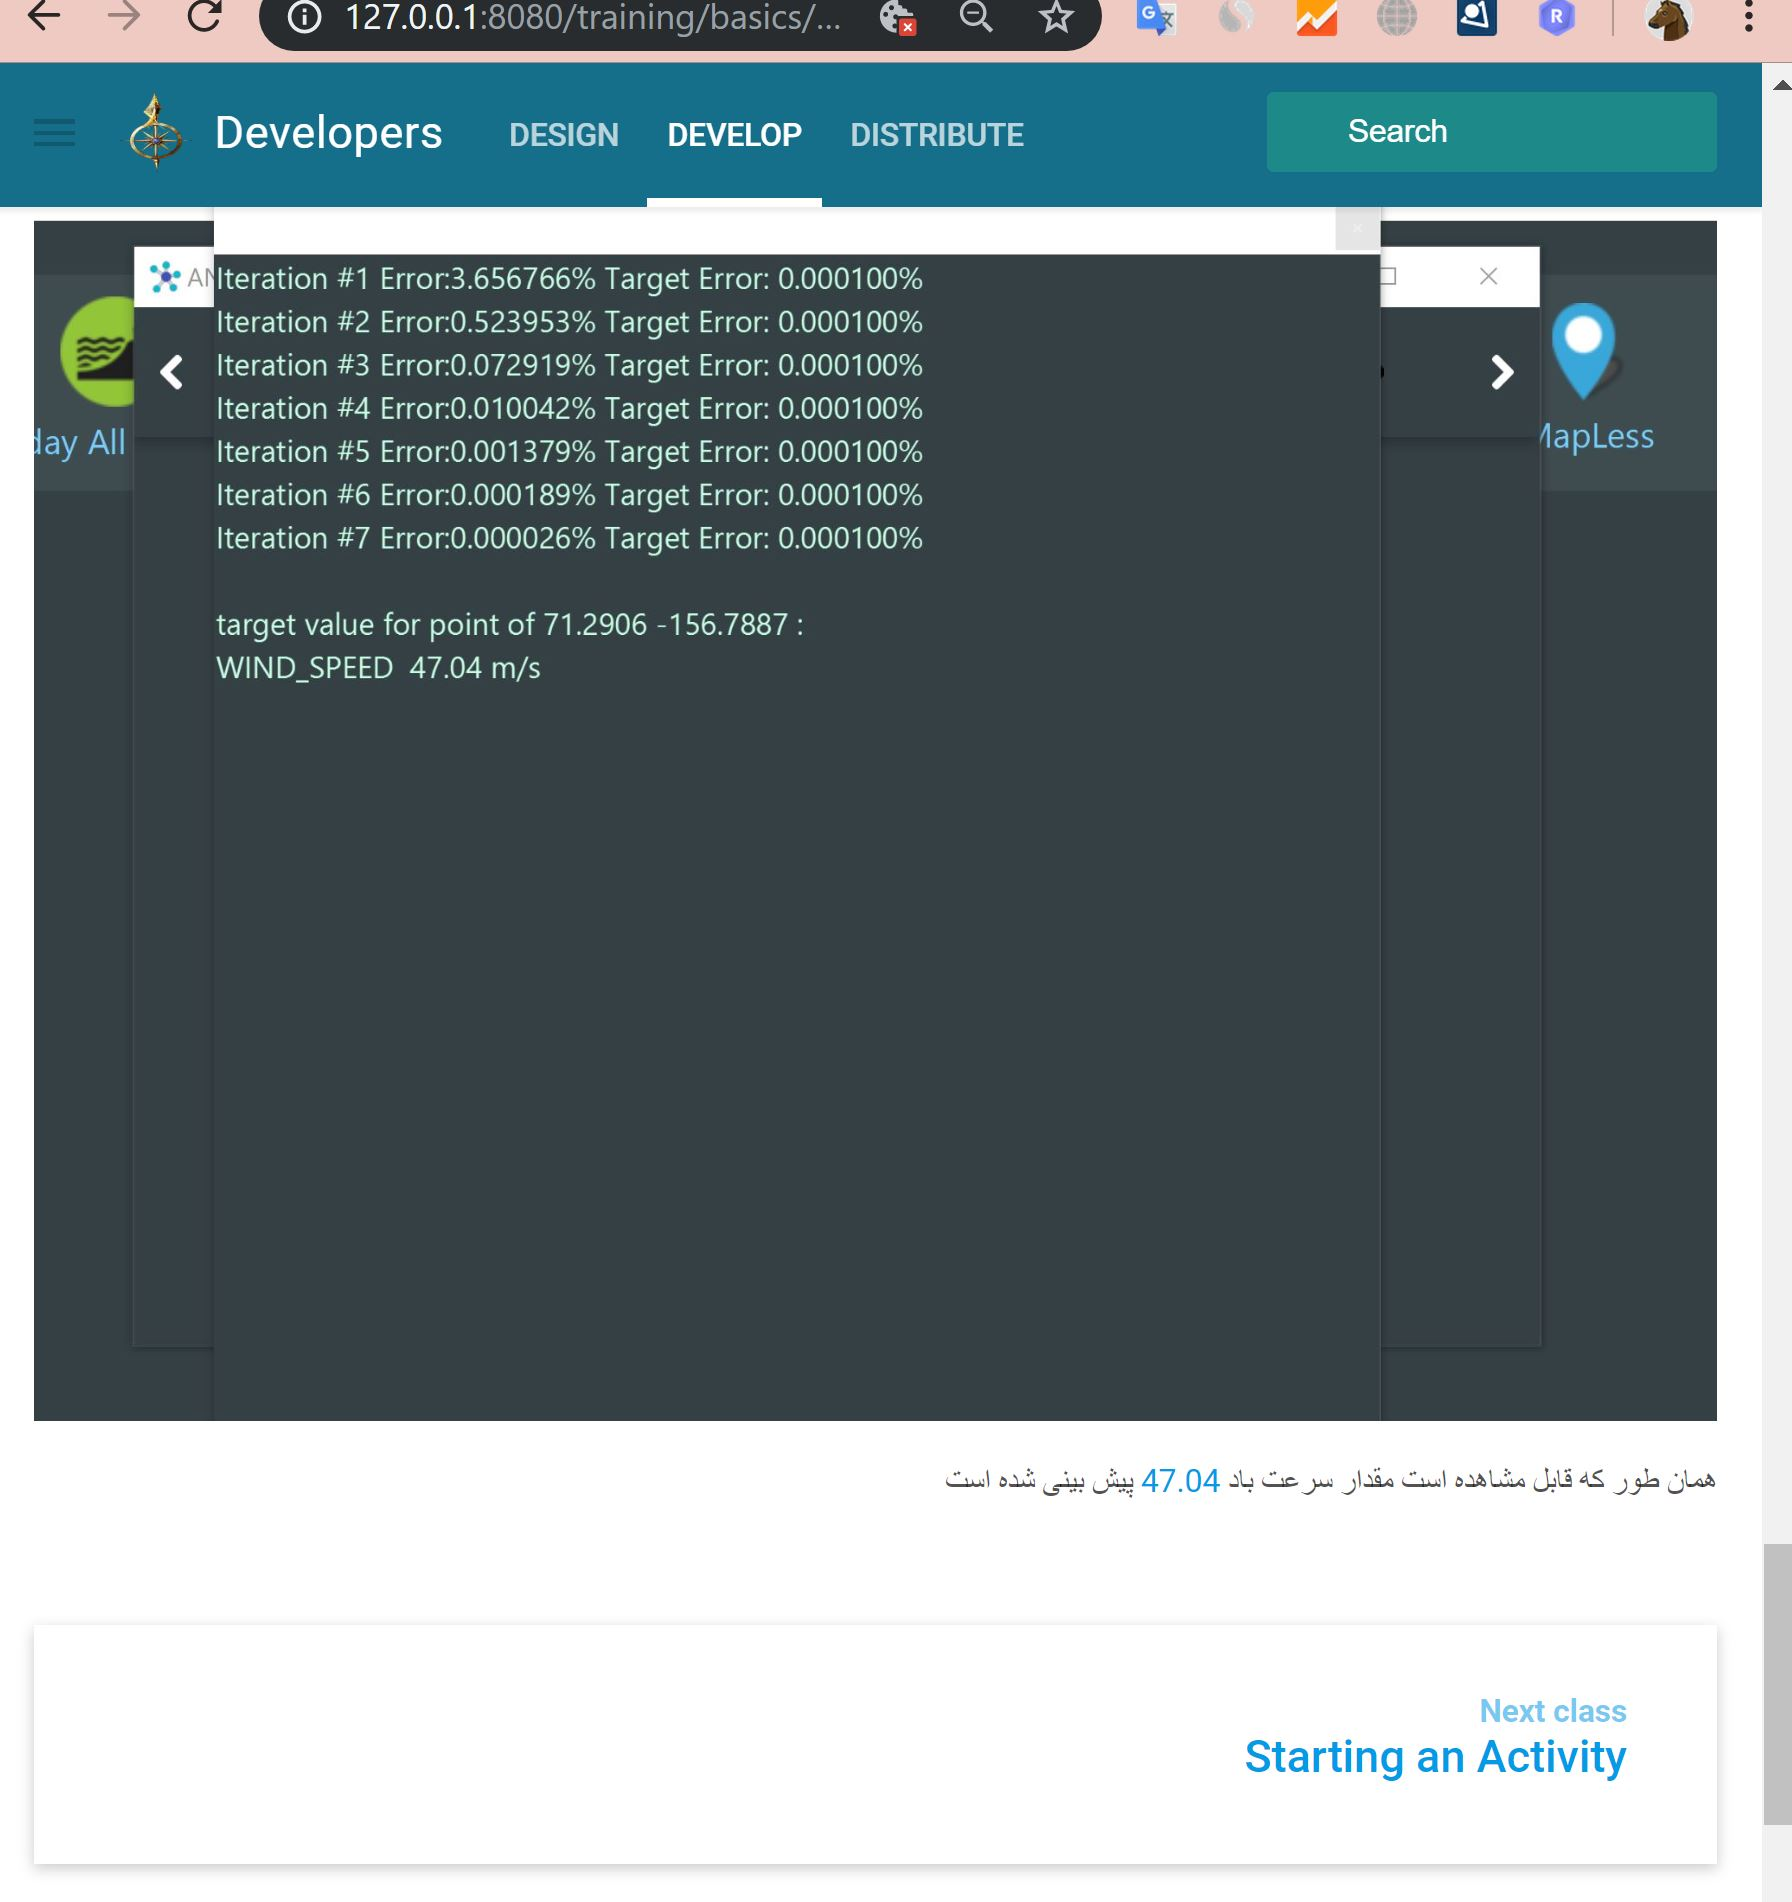 127.0.0.1:8080/training/basics/...
Developers
DESIGN
DEVELOP
DISTRIBUTE
Search
AN
Iteration #1 Error:3.656766% Target Error: 0.000100%
Iteration #2 Error:0.523953% Target Error: 0.000100%
Iteration #3 Error:0.072919% Target Error: 0.000100%
Iteration #4 Error:0.010042% Target Error: 0.000100%
Iteration #5 Error:0.001379% Target Error: 0.000100%
Iteration #6 Error:0.000189% Target Error: 0.000100%
Iteration #7 Error:0.000026% Target Error: 0.000100%
day All
MapLess
target value for point of 71.2906 -156.7887 :
WIND_SPEED 47.04 m/s
همان طور که قابل مشاهده است مقدار سرعت باد 47.04 پیش بینی شده است
Next class
Starting an Activity